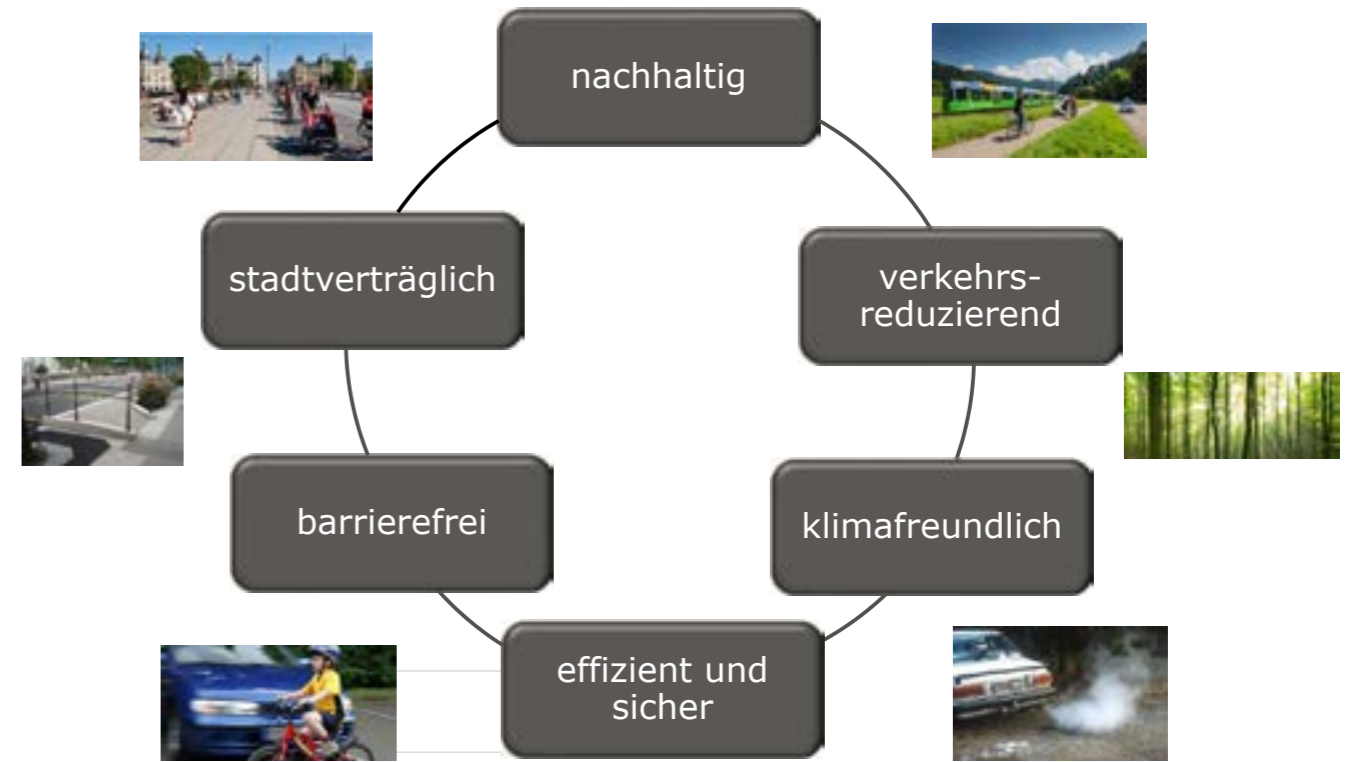 nachhaltig
stadtverträglich
verkehrs-
reduzierend
barrierefrei
klimafreundlich
effizient und
sicher